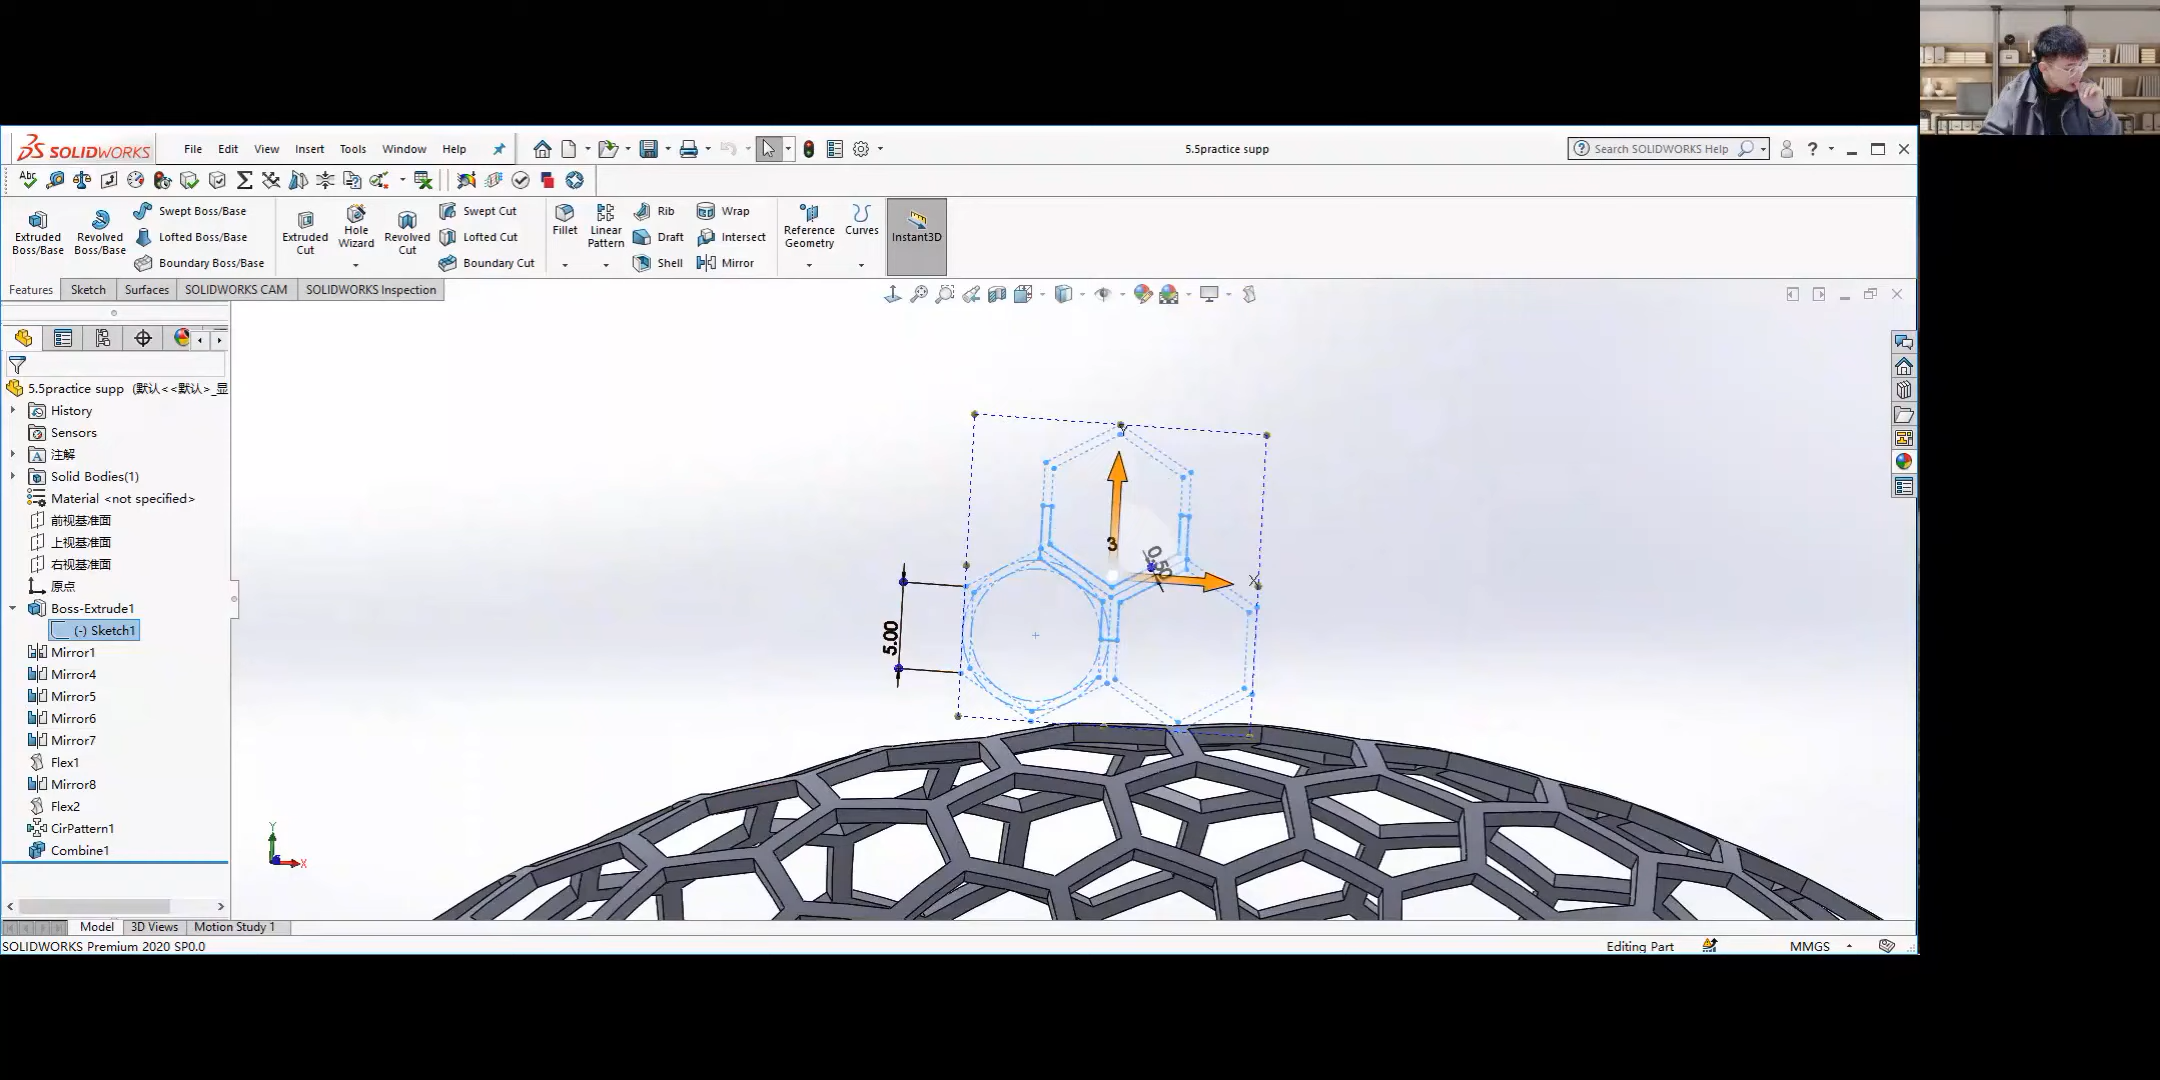 SOLIDWORKS File Edit View Insert Tools Window Help 5.5practice supp Search SOLIDWORKS Help ?
Abc
Extruded Boss/Base
Revolved Boss/Base
Swept Boss/Base
Lofted Boss/Base
Boundary Boss/Base
Extruded Cut
Hole Wizard
Revolved Cut
Swept Cut
Lofted Cut
Boundary Cut
Fillet
Linear Pattern
Rib
Draft
Shell
Wrap
Intersect
Mirror
Reference Geometry
Curves
Instant3D
Features Sketch Surfaces SOLIDWORKS CAM SOLIDWORKS Inspection
5.5practice supp (默认<<默认>_显
History
Sensors
注解
Solid Bodies(1)
Material <not specified>
前视基准面
上视基准面
右视基准面
原点
Boss-Extrude1
(-) Sketch1
Mirror1
Mirror4
Mirror5
Mirror6
Mirror7
Flex1
Mirror8
Flex2
CirPattern1
Combine1
Y
3
0.50
X
5.00
Y
X
Model 3D Views Motion Study 1
SOLIDWORKS Premium 2020 SP0.0 Editing Part MMGS